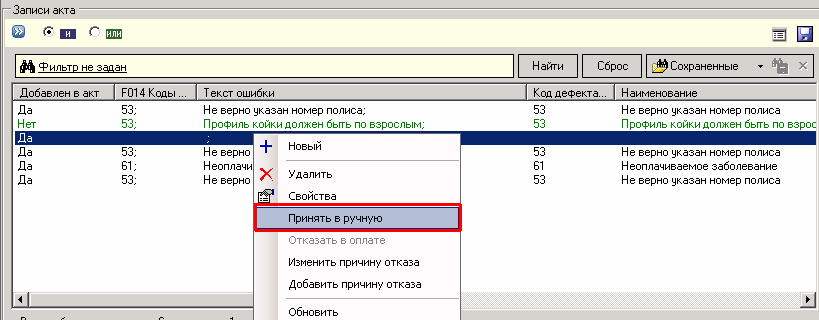 Записи акта
и или
Фильтр не задан Найти Сброс Сохраненные
Добавлен в акт F014 Коды ... Текст ошибки Код дефекта... Наименование
Да 53; Не верно указан номер полиса; 53 Не верно указан номер полиса
Нет 53; Профиль койки должен быть по взрослым; 53 Профиль койки должен быть по взрос
Да ;
Да 53; Не верно 53 Не верно указан номер полиса
Да 61; Неоплачи 61 Неоплачиваемое заболевание
Да 53; Не верно 53 Не верно указан номер полиса
Новый
Удалить
Свойства
Принять в ручную
Отказать в оплате
Изменить причину отказа
Добавить причину отказа
Обновить